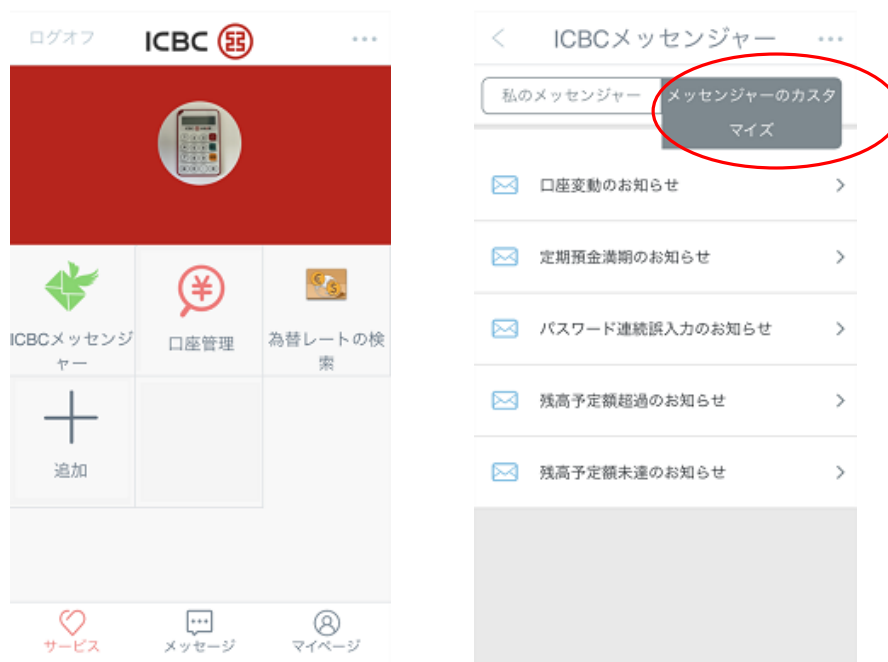 ログオフ
ICBC
ICBCメッセンジ
ャー
口座管理
為替レートの検
索
追加
サービス
メッセージ
マイページ
ICBCメッセンジャー
私のメッセンジャー
メッセンジャーのカスタ
マイズ
口座変動のお知らせ
定期預金満期のお知らせ
パスワード連続誤入力のお知らせ
残高予定額超過のお知らせ
残高予定額未達のお知らせ